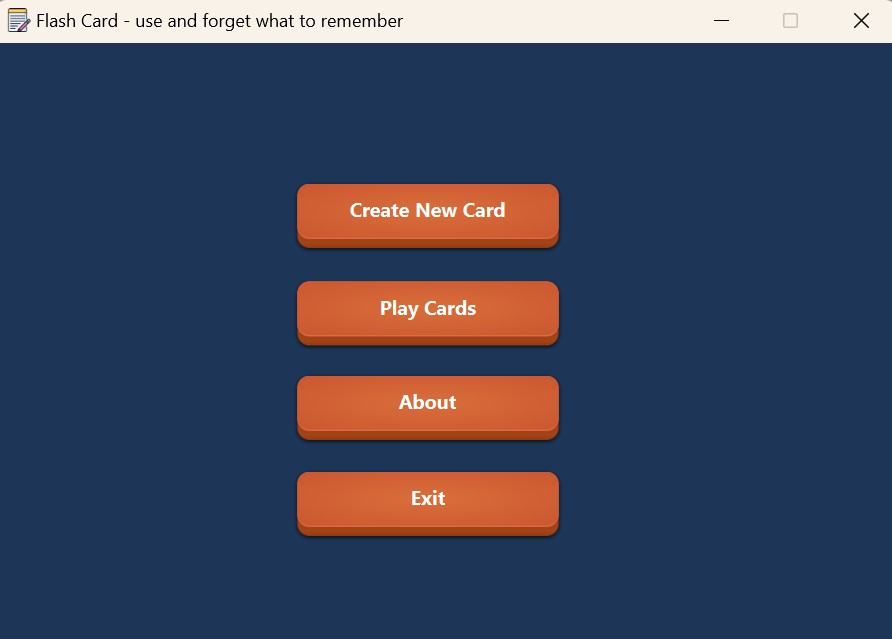 Flash Card - use and forget what to remember
Create New Card
Play Cards
About
Exit